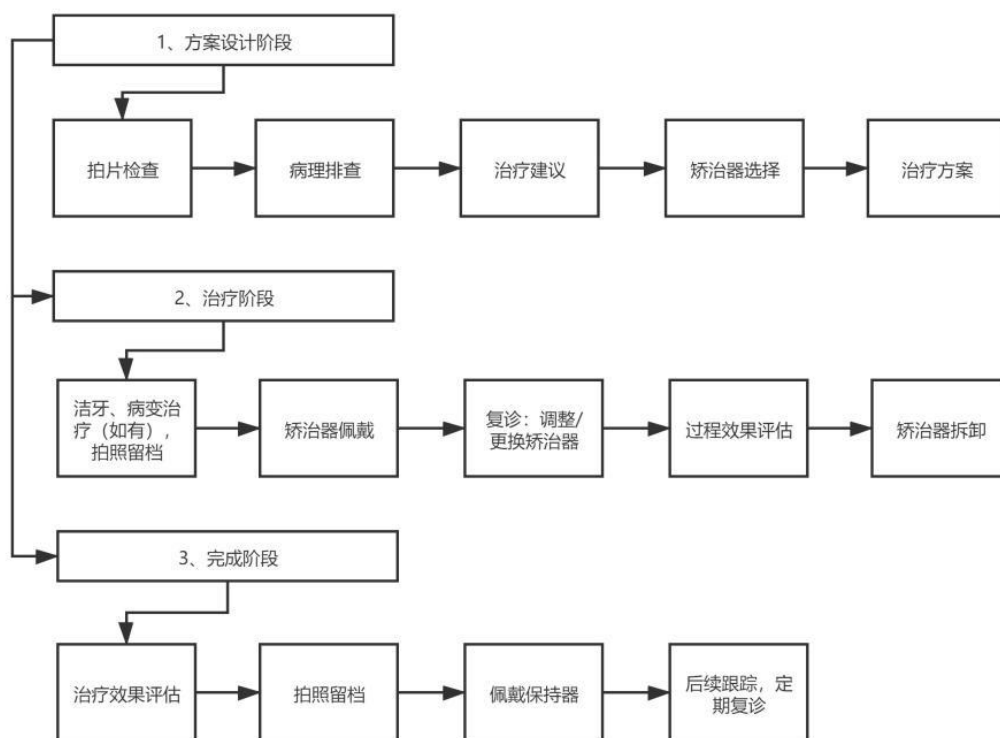 1、方案设计阶段
拍片检查
病理排查
治疗建议
矫治器选择
治疗方案
2、治疗阶段
洁牙、病变治
疗（如有），
拍照留档
矫治器佩戴
复诊：调整/
更换矫治器
过程效果评估
矫治器拆卸
3、完成阶段
治疗效果评估
拍照留档
佩戴保持器
后续跟踪，定
期复诊